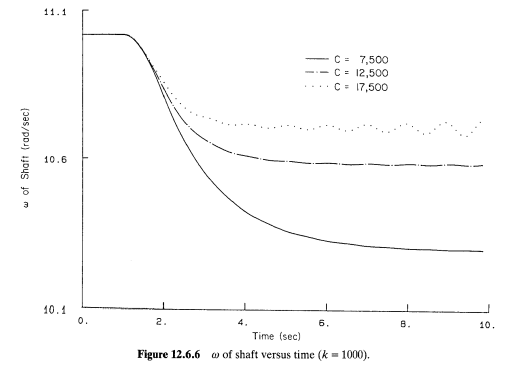 11.1
C = 7,500
C = 12,500
C = 17,500
10.6
ω of Shaft (rad/sec)
10.1
0. 2. 4. 6. 8. 10.
Time (sec)
Figure 12.6.6 ω of shaft versus time (k = 1000).